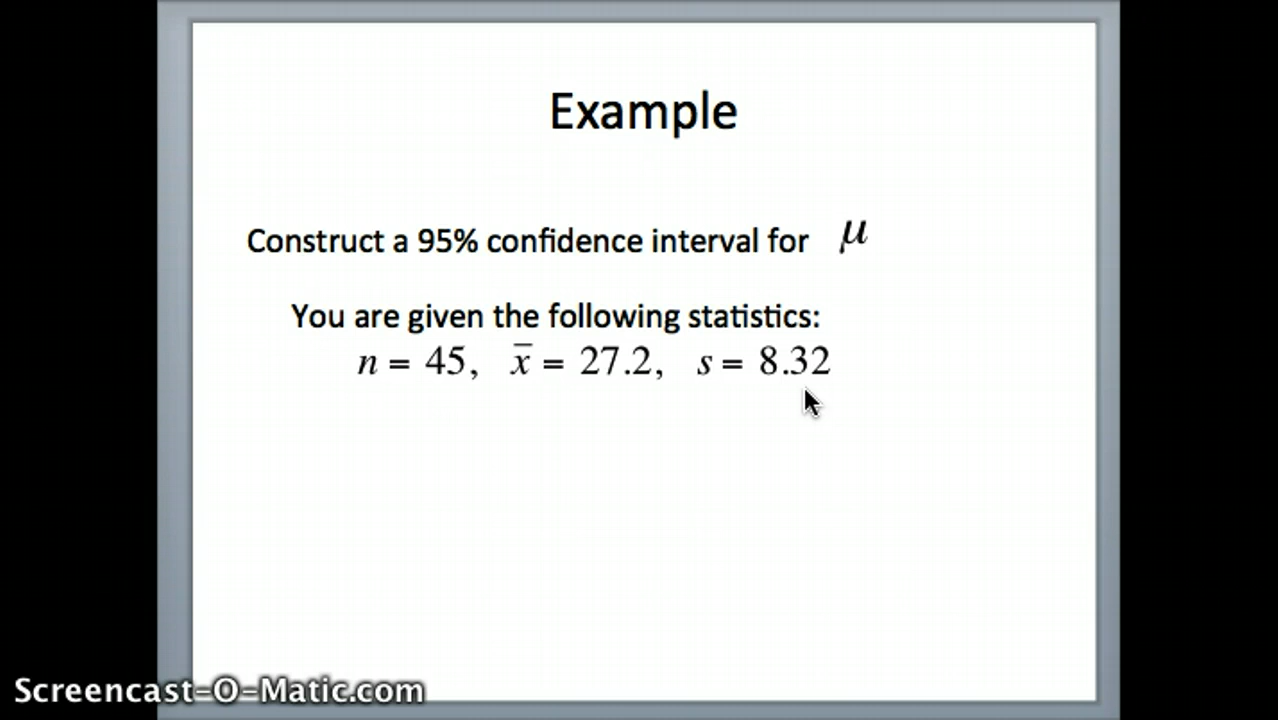 Example
Construct a 95% confidence interval for μ
You are given the following statistics:
n = 45, x̄ = 27.2, s = 8.32
Screencast-O-Matic.com